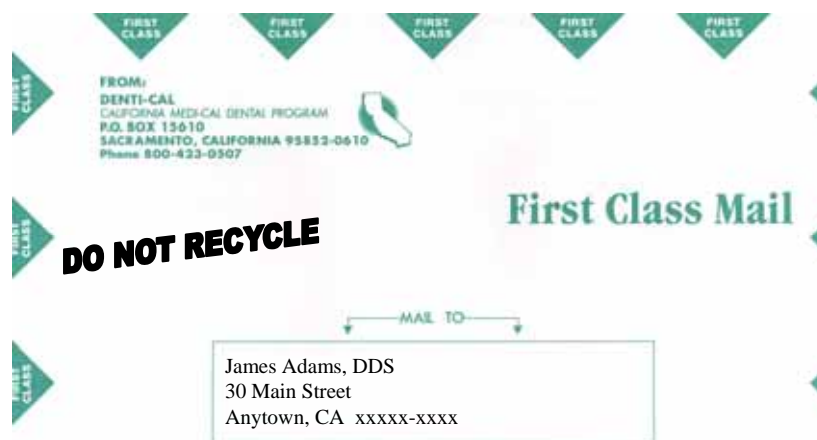 FIRST CLASS FIRST CLASS FIRST CLASS FIRST CLASS FIRST CLASS
FIRST CLASS
FROM:
DENTI-CAL
CALIFORNIA MEDI-CAL DENTAL PROGRAM
P.O. BOX 15610
SACRAMENTO, CALIFORNIA 95852-0610
Phone 800-423-0507
First Class Mail
FIRST CLASS
DO NOT RECYCLE
MAIL TO
FIRST CLASS
James Adams, DDS
30 Main Street
Anytown, CA xxxxx-xxxx